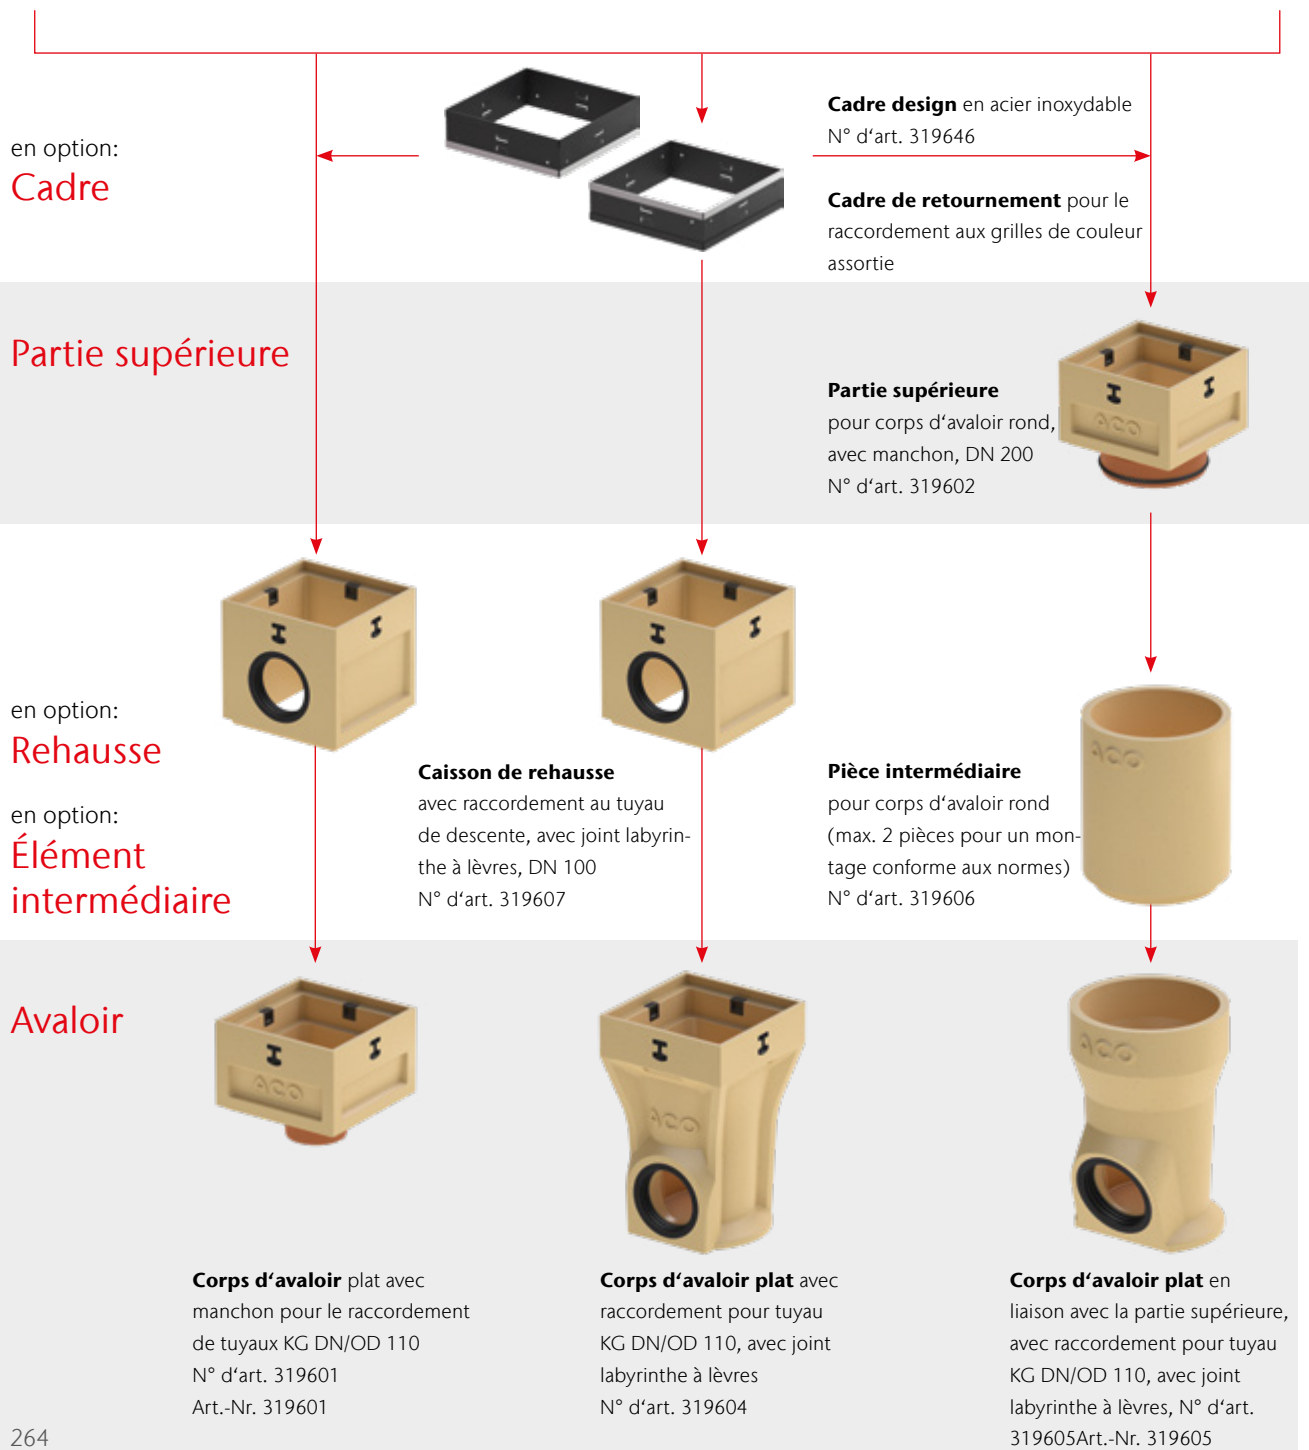 en option:
Cadre
Cadre design en acier inoxydable
N° d‘art. 319646
Cadre de retournement pour le
raccordement aux grilles de couleur
assortie
Partie supérieure
Partie supérieure
pour corps d‘avaloir rond,
avec manchon, DN 200
N° d‘art. 319602
ACO
en option:
Rehausse
en option:
Élément
intermédiaire
Caisson de rehausse
avec raccordement au tuyau
de descente, avec joint labyrin-
the à lèvres, DN 100
N° d‘art. 319607
Pièce intermédiaire
pour corps d‘avaloir rond
(max. 2 pièces pour un mon-
tage conforme aux normes)
N° d‘art. 319606
ACO
Avaloir
ACO
ACO
ACO
Corps d‘avaloir plat avec
manchon pour le raccordement
de tuyaux KG DN/OD 110
N° d‘art. 319601
Art.-Nr. 319601
Corps d‘avaloir plat avec
raccordement pour tuyau
KG DN/OD 110, avec joint
labyrinthe à lèvres
N° d‘art. 319604
Corps d‘avaloir plat en
liaison avec la partie supérieure,
avec raccordement pour tuyau
KG DN/OD 110, avec joint
labyrinthe à lèvres, N° d‘art.
319605Art.-Nr. 319605
264